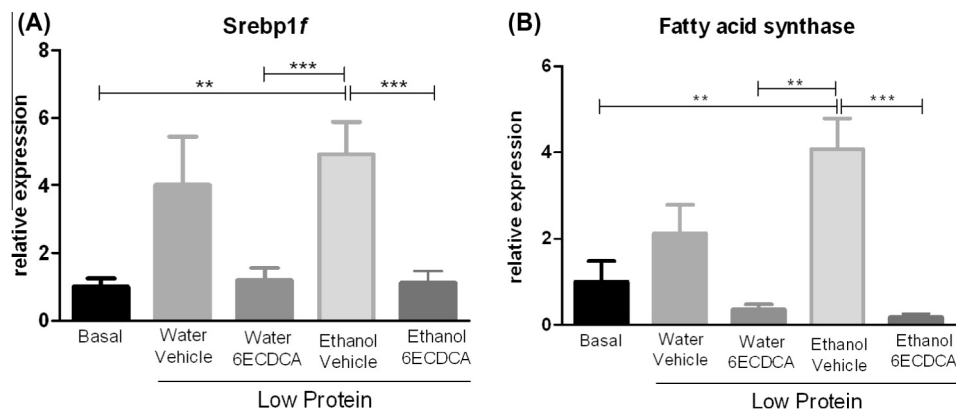 (A)
Srebp1f
8
6
4
2
0
relative expression
**
***
***
Basal
Water
Vehicle
Water
6ECDCA
Ethanol
Vehicle
Ethanol
6ECDCA
Low Protein
(B)
Fatty acid synthase
6
4
2
0
relative expression
**
**
***
Basal
Water
Vehicle
Water
6ECDCA
Ethanol
Vehicle
Ethanol
6ECDCA
Low Protein